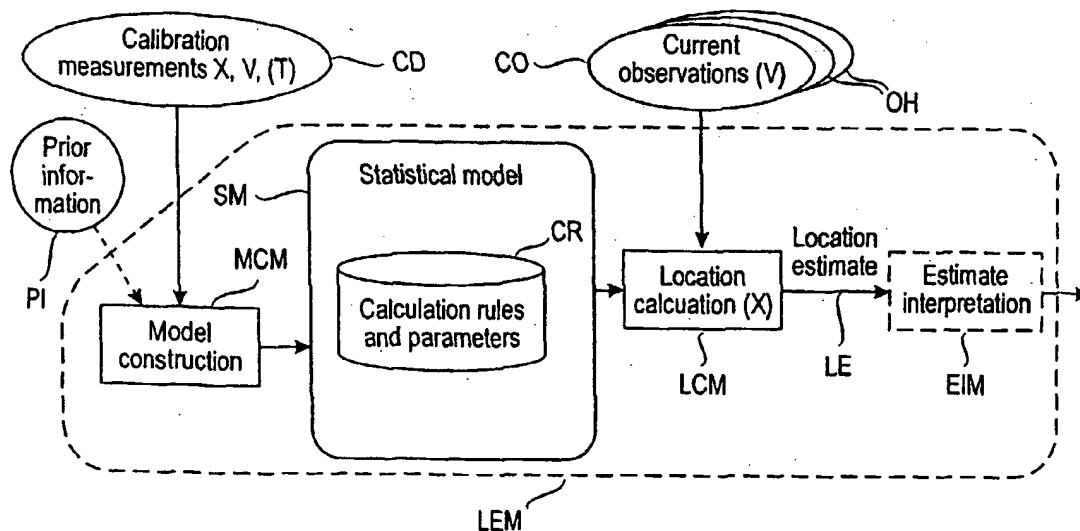 Calibration
measurements X, V, (T)
CD
CO
Current
observations (V)
OH
Prior
infor-
mation
PI
SM
Statistical model
MCM
CR
Model
construction
Calculation rules
and parameters
Location
calcuation (X)
LCM
Location
estimate
LE
Estimate
interpretation
EIM
LEM